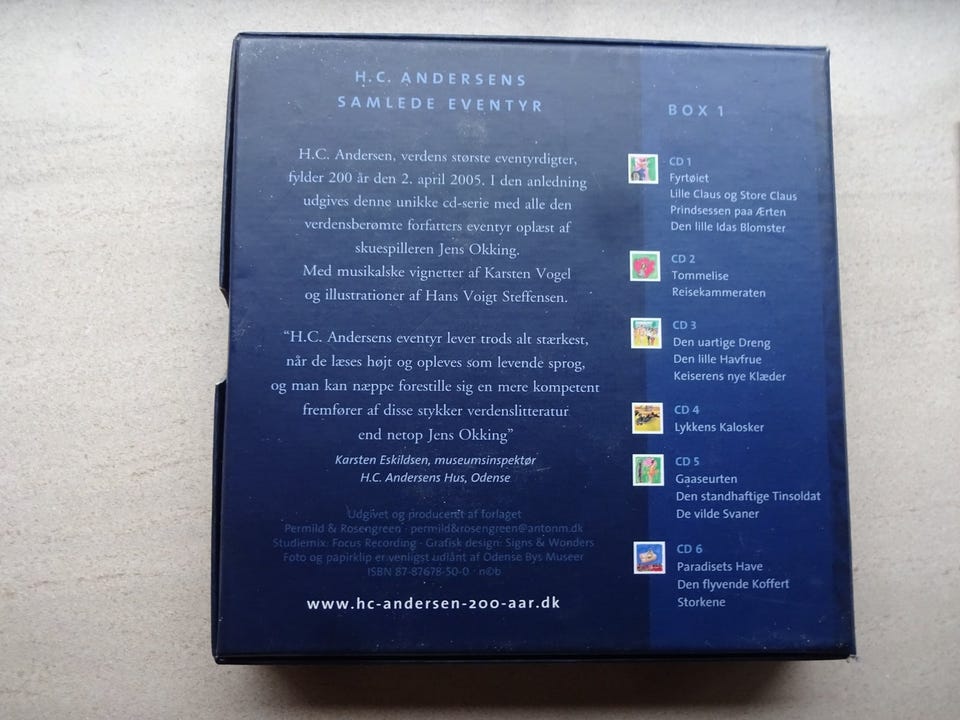 H.C. ANDERSENS
SAMLEDE EVENTYR
H.C. Andersen, verdens største eventyrdigter,
fylder 200 år den 2. april 2005. I den anledning
udgives denne unikke cd-serie med alle den
verdensberømte forfatters eventyr oplæst af
skuespilleren Jens Okking.
Med musikalske vignetter af Karsten Vogel
og illustrationer af Hans Voigt Steffensen.
“H.C. Andersens eventyr lever trods alt stærkest,
når de læses højt og opleves som levende sprog,
og man kan næppe forestille sig en mere kompetent
fremfører af disse stykker verdenslitteratur
end netop Jens Okking”
Karsten Eskildsen, museumsinspektør
H.C. Andersens Hus, Odense
Udgivet og produceret af forlaget
Permild & Rosengreen · permild&rosengreen@antonm.dk
Studiemix: Focus Recording · Grafisk design: Signs & Wonders
Foto og papirklip er venligst udlånt af Odense Bys Museer
ISBN 87-87678-50-0 · n©b
www.hc-andersen-200-aar.dk
BOX 1
CD 1
Fyrtøiet
Lille Claus og Store Claus
Prindsessen paa Ærten
Den lille Idas Blomster
CD 2
Tommelise
Reisekammeraten
CD 3
Den uartige Dreng
Den lille Havfrue
Keiserens nye Klæder
CD 4
Lykkens Kalosker
CD 5
Gaaseurten
Den standhaftige Tinsoldat
De vilde Svaner
CD 6
Paradisets Have
Den flyvende Koffert
Storkene